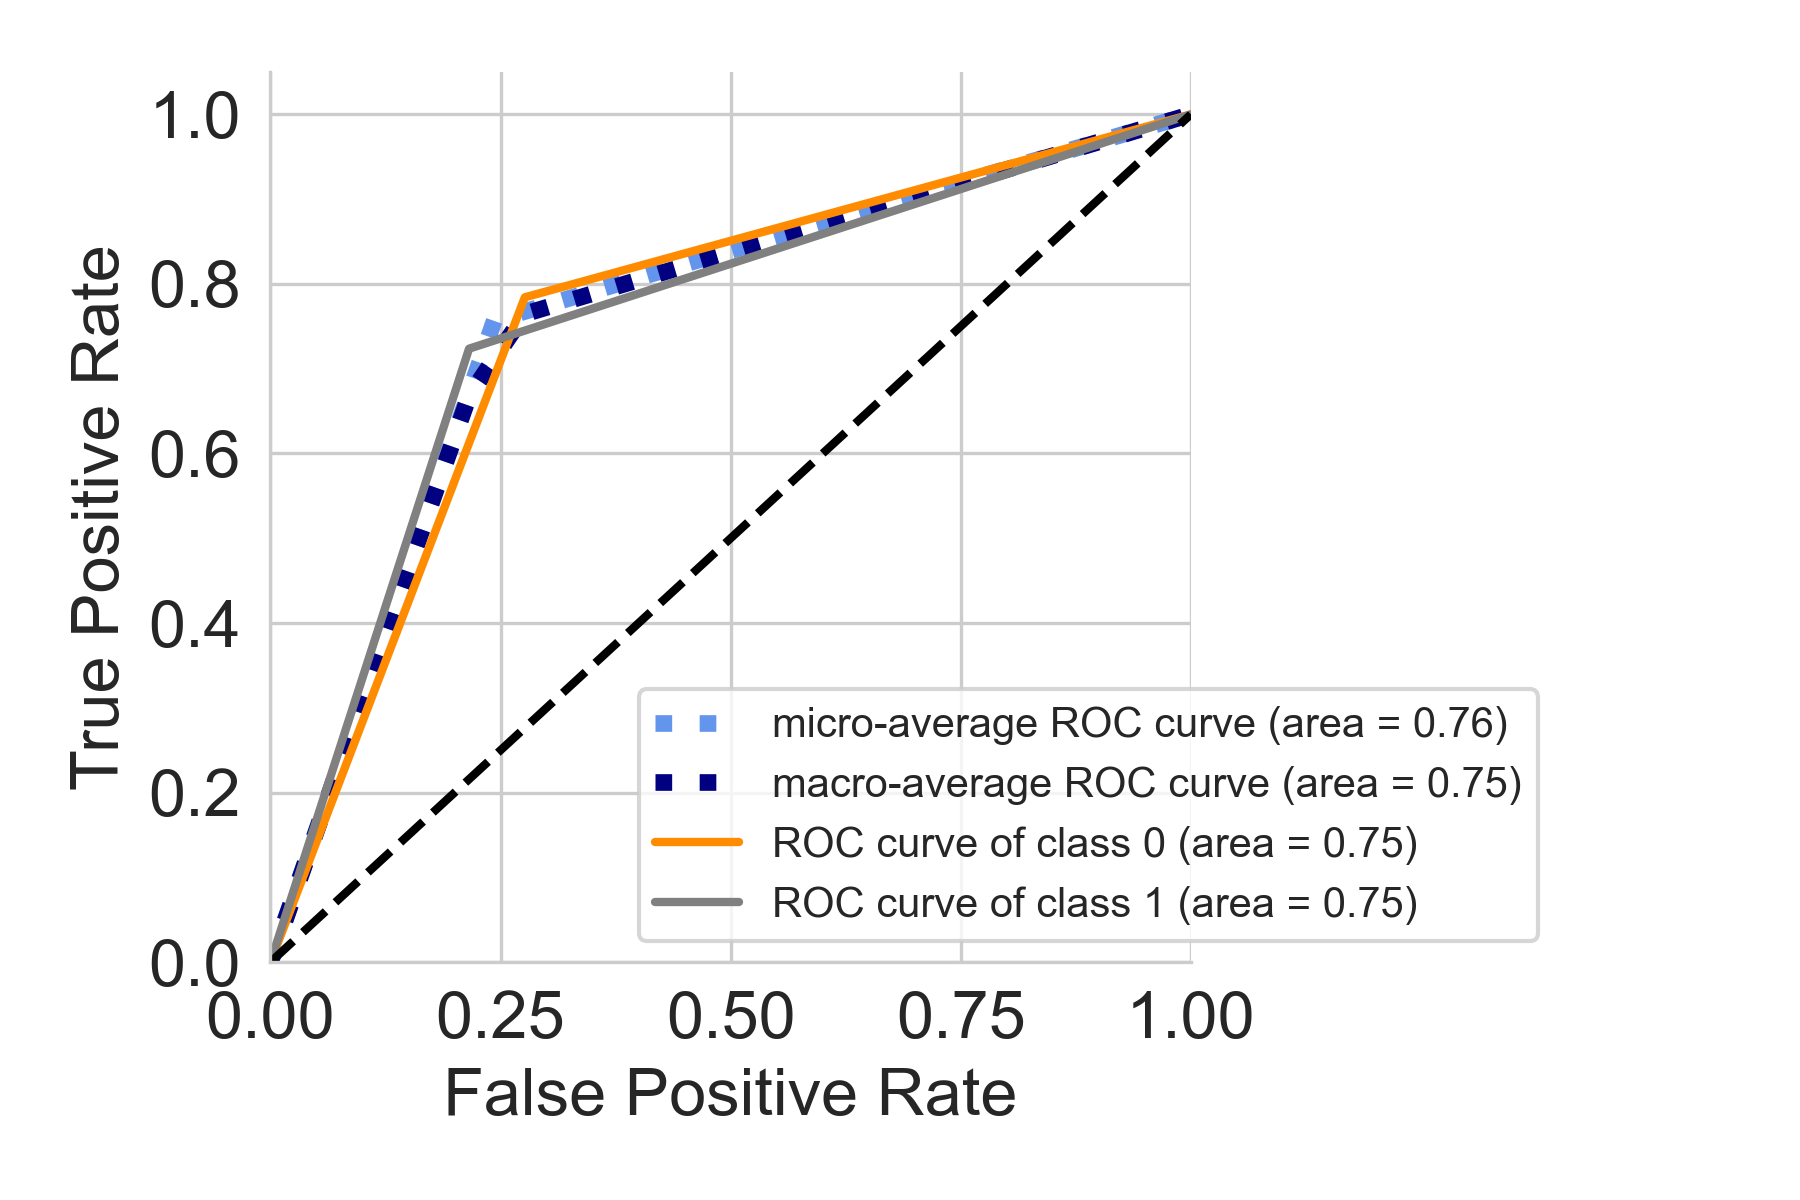 True Positive Rate
1.0
0.8
0.6
0.4
0.2
0.0
0.00 0.25 0.50 0.75 1.00
False Positive Rate
micro-average ROC curve (area = 0.76)
macro-average ROC curve (area = 0.75)
ROC curve of class 0 (area = 0.75)
ROC curve of class 1 (area = 0.75)